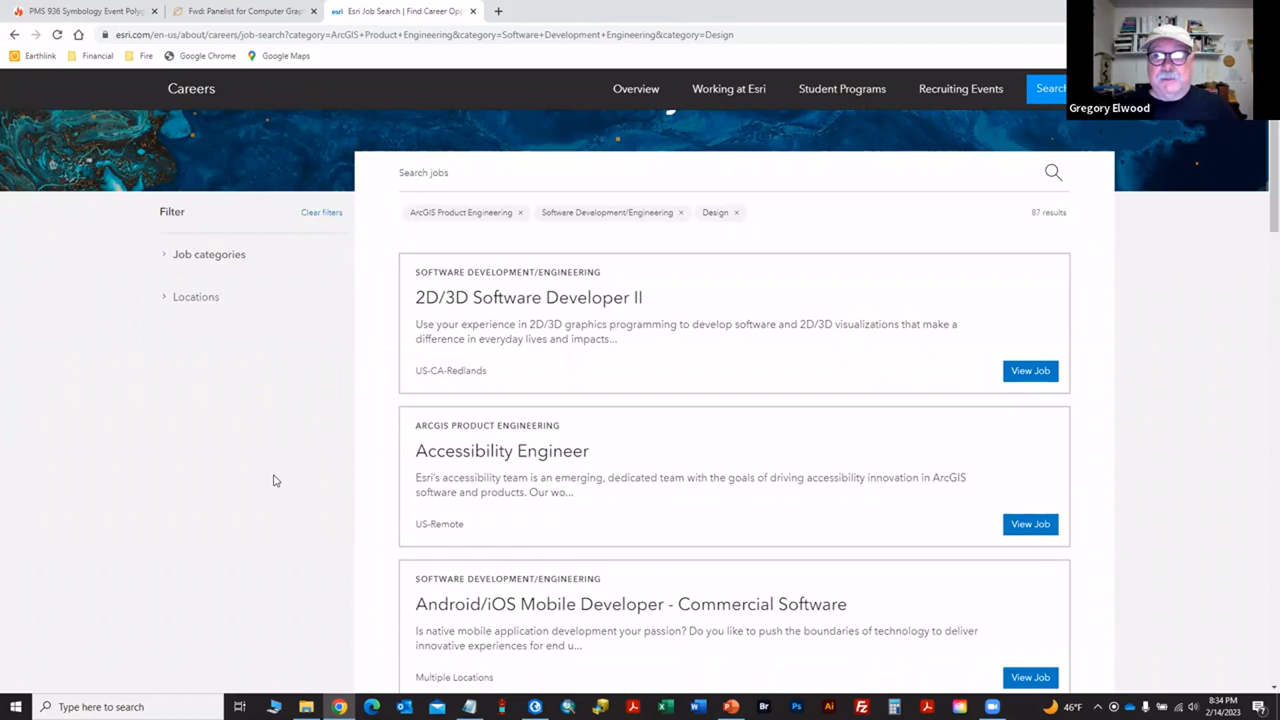 PMS 936 Symbology Event Polyg
Fwd: Panelist for Computer Grap
esri Esri Job Search | Find Career Opp
esri.com/en-us/about/careers/job-search?category=ArcGIS+Product+Engineering&category=Software+Development+Engineering&category=Design
Earthlink Financial Fire Google Chrome Google Maps
Gregory Elwood
Careers Overview Working at Esri Student Programs Recruiting Events Search
Search jobs
Filter Clear filters ArcGIS Product Engineering × Software Development/Engineering × Design × 87 results
Job categories
Locations
SOFTWARE DEVELOPMENT/ENGINEERING
2D/3D Software Developer II
Use your experience in 2D/3D graphics programming to develop software and 2D/3D visualizations that make a
difference in everyday lives and impacts...
US-CA-Redlands View Job
ARCGIS PRODUCT ENGINEERING
Accessibility Engineer
Esri's accessibility team is an emerging, dedicated team with the goals of driving accessibility innovation in ArcGIS
software and products. Our wo...
US-Remote View Job
SOFTWARE DEVELOPMENT/ENGINEERING
Android/iOS Mobile Developer - Commercial Software
Is native mobile application development your passion? Do you like to push the boundaries of technology to deliver
innovative experiences for end u...
Multiple Locations View Job
Type here to search Br Ps Ai Fz 46°F 8:34 PM
2/14/2023